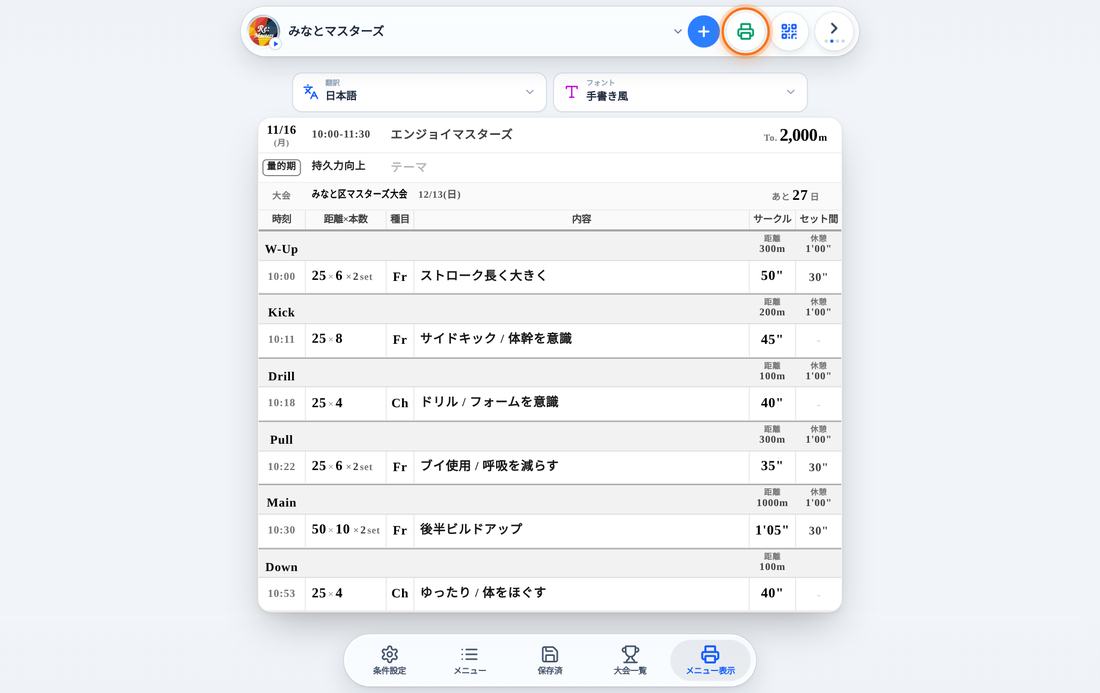 Re:
Masters
みなとマスターズ
翻訳
日本語
フォント
手書き風
11/16 10:00-11:30 エンジョイマスターズ To. 2,000m
(月)
量的期 持久力向上 テーマ
大会 みなと区マスターズ大会 12/13(日) あと 27 日
時刻 距離×本数 種目 内容 サークル セット間
W-Up 距離 300m 休憩 1'00"
10:00 25 × 6 × 2 set Fr ストローク長く大きく 50" 30"
Kick 距離 200m 休憩 1'00"
10:11 25 × 8 Fr サイドキック / 体幹を意識 45" -
Drill 距離 100m 休憩 1'00"
10:18 25 × 4 Ch ドリル / フォームを意識 40" -
Pull 距離 300m 休憩 1'00"
10:22 25 × 6 × 2 set Fr ブイ使用 / 呼吸を減らす 35" 30"
Main 距離 1000m 休憩 1'00"
10:30 50 × 10 × 2 set Fr 後半ビルドアップ 1'05" 30"
Down 距離 100m
10:53 25 × 4 Ch ゆったり / 体をほぐす 40" -
条件設定 メニュー 保存済 大会一覧 メニュー表示